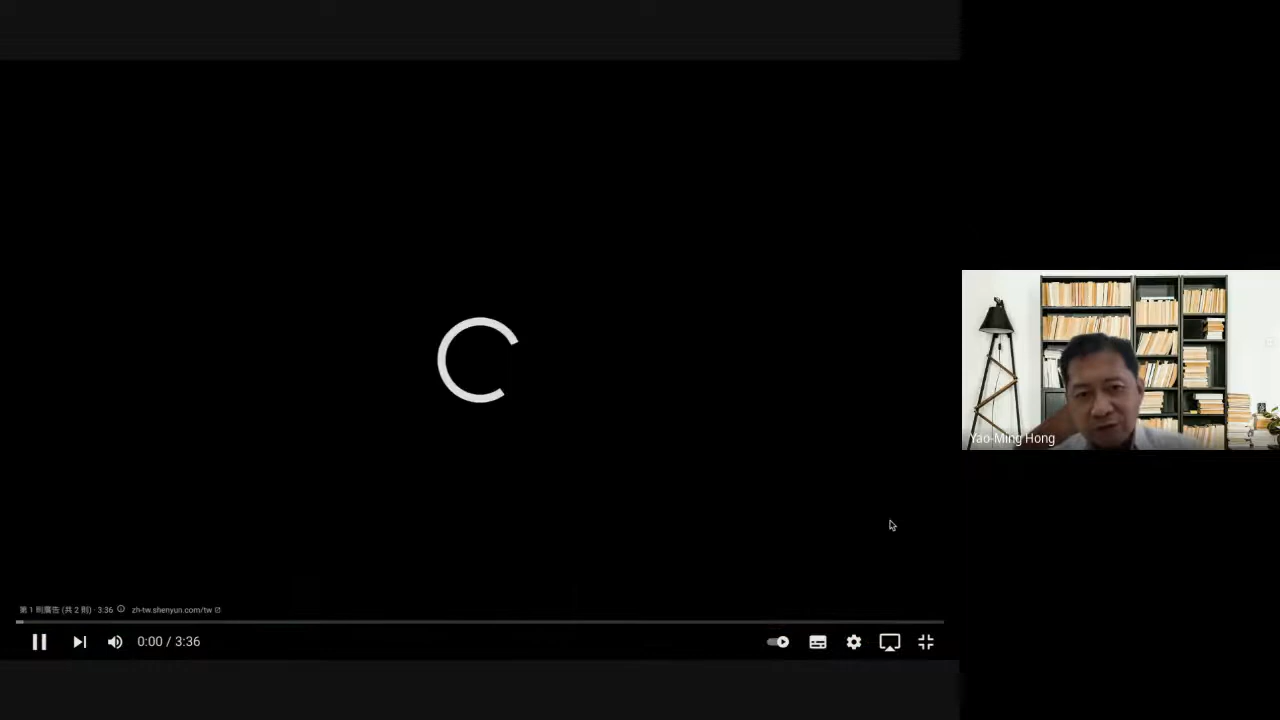 Yao-Ming Hong
第 1 則廣告 (共 2 則) · 3:36 zh-tw.shenyun.com/tw
0:00 / 3:36